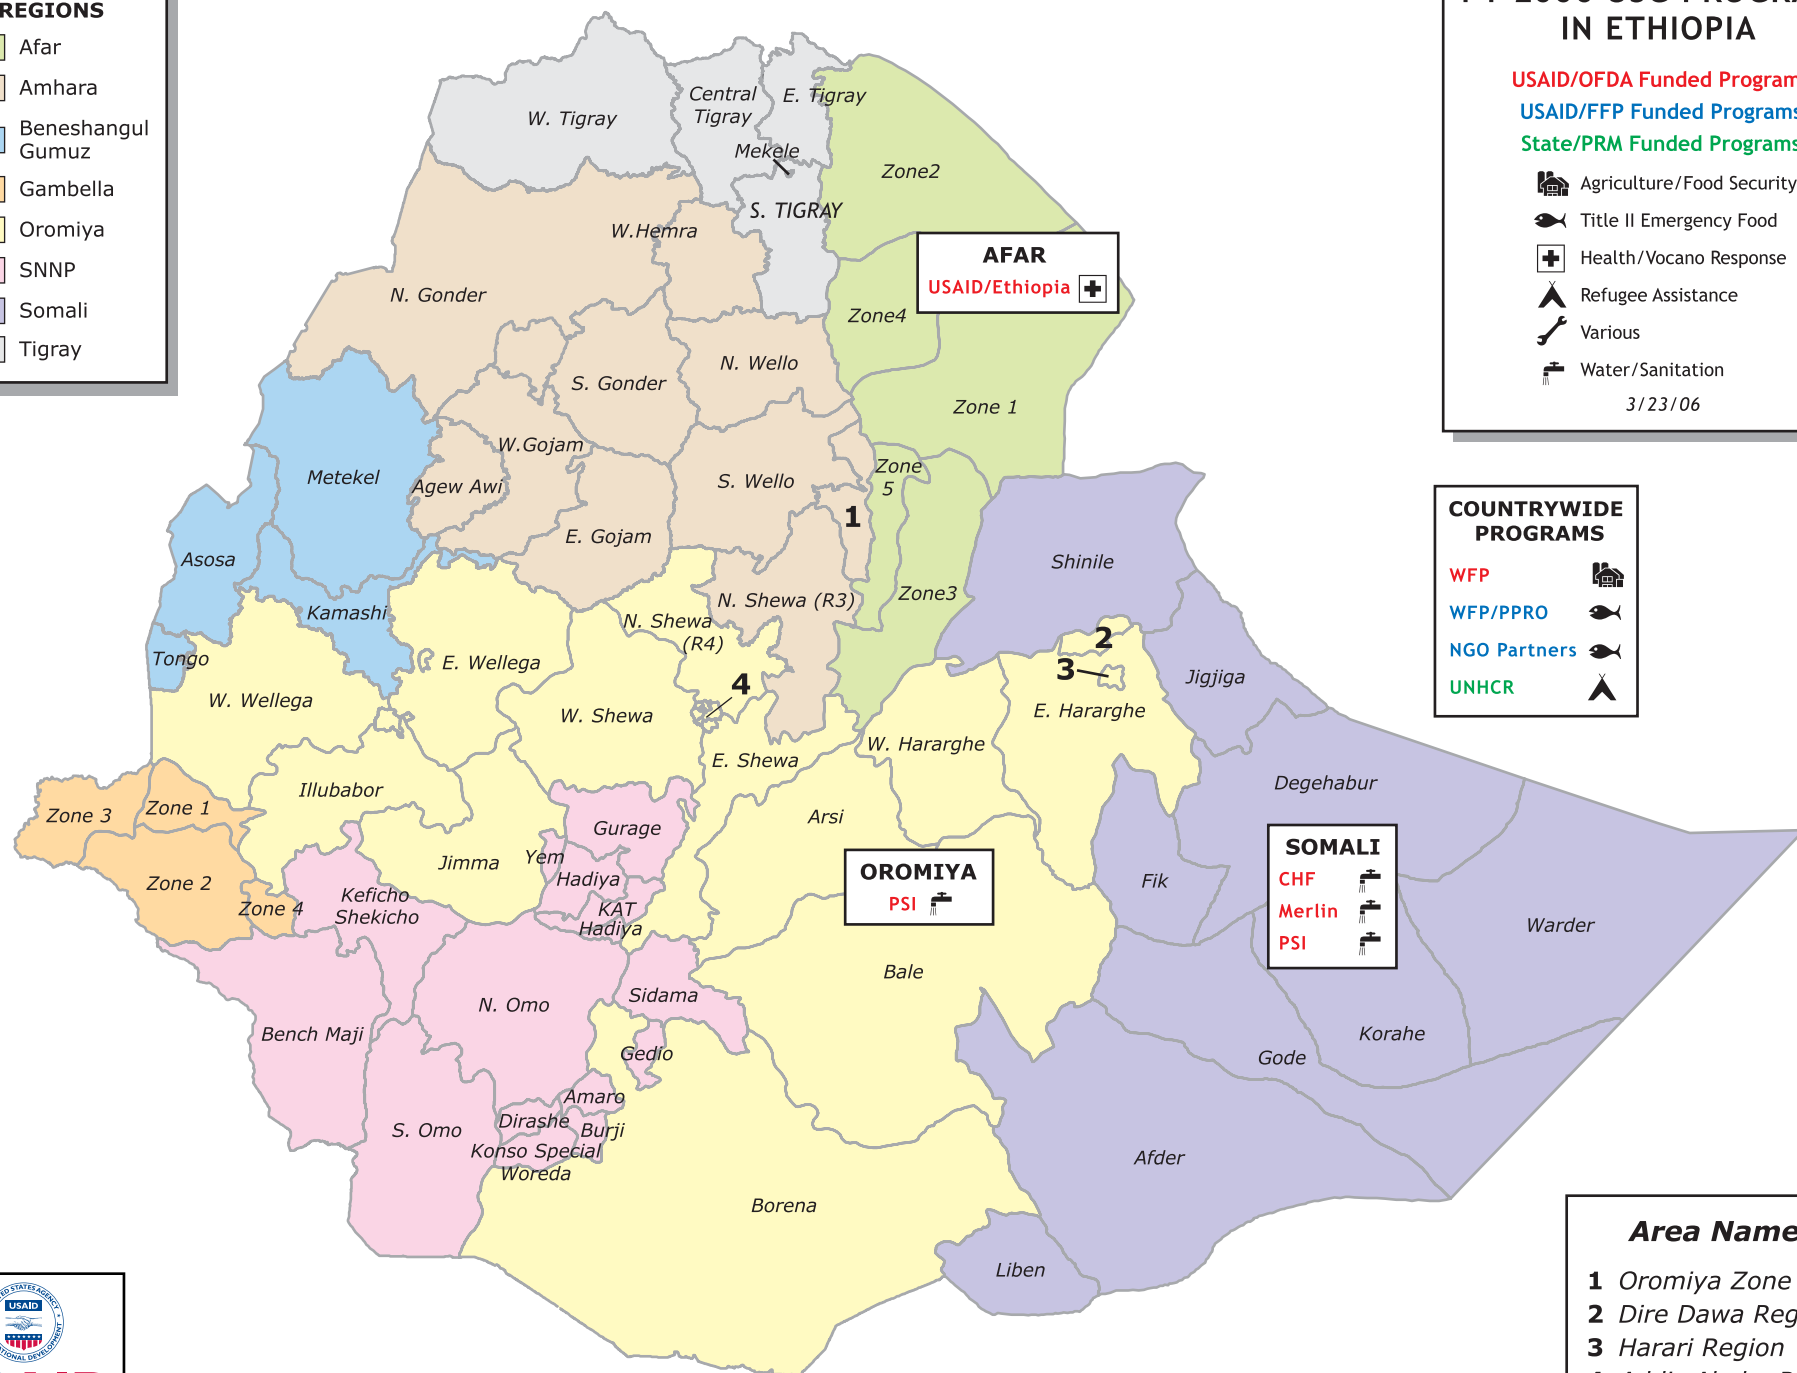 REGIONS
Afar
Amhara
Beneshangul
Gumuz
Gambella
Oromiya
SNNP
Somali
Tigray
IN ETHIOPIA
USAID/OFDA Funded Program
USAID/FFP Funded Programs
State/PRM Funded Programs
Agriculture/Food Security
Title II Emergency Food
Health/Vocano Response
Refugee Assistance
Various
Water/Sanitation
3/23/06
COUNTRYWIDE
PROGRAMS
WFP
WFP/PPRO
NGO Partners
UNHCR
W. Tigray
Central
Tigray
E. Tigray
Mekele
S. TIGRAY
Zone2
W.Hemra
AFAR
USAID/Ethiopia
N. Gonder
Zone4
N. Wello
S. Gonder
Zone 1
W.Gojam
Zone
5
Metekel
Agew Awi
S. Wello
1
E. Gojam
Asosa
Shinile
Kamashi
N. Shewa (R3)
Zone3
N. Shewa
(R4)
2
Tongo
E. Wellega
3
Jigjiga
4
W. Wellega
W. Shewa
E. Hararghe
W. Hararghe
E. Shewa
Degehabur
Illubabor
Zone 3
Zone 1
Arsi
Gurage
SOMALI
CHF
Merlin
PSI
Yem
Jimma
OROMIYA
PSI
Hadiya
Fik
Zone 2
Keficho
Shekicho
Zone 4
KAT
Hadiya
Warder
Bale
Sidama
N. Omo
Bench Maji
Korahe
Gedio
Gode
Amaro
Dirashe
Burji
S. Omo
Konso Special
Woreda
Afder
Borena
Liben
Area Name
1 Oromiya Zone
2 Dire Dawa Reg
3 Harari Region
USAID